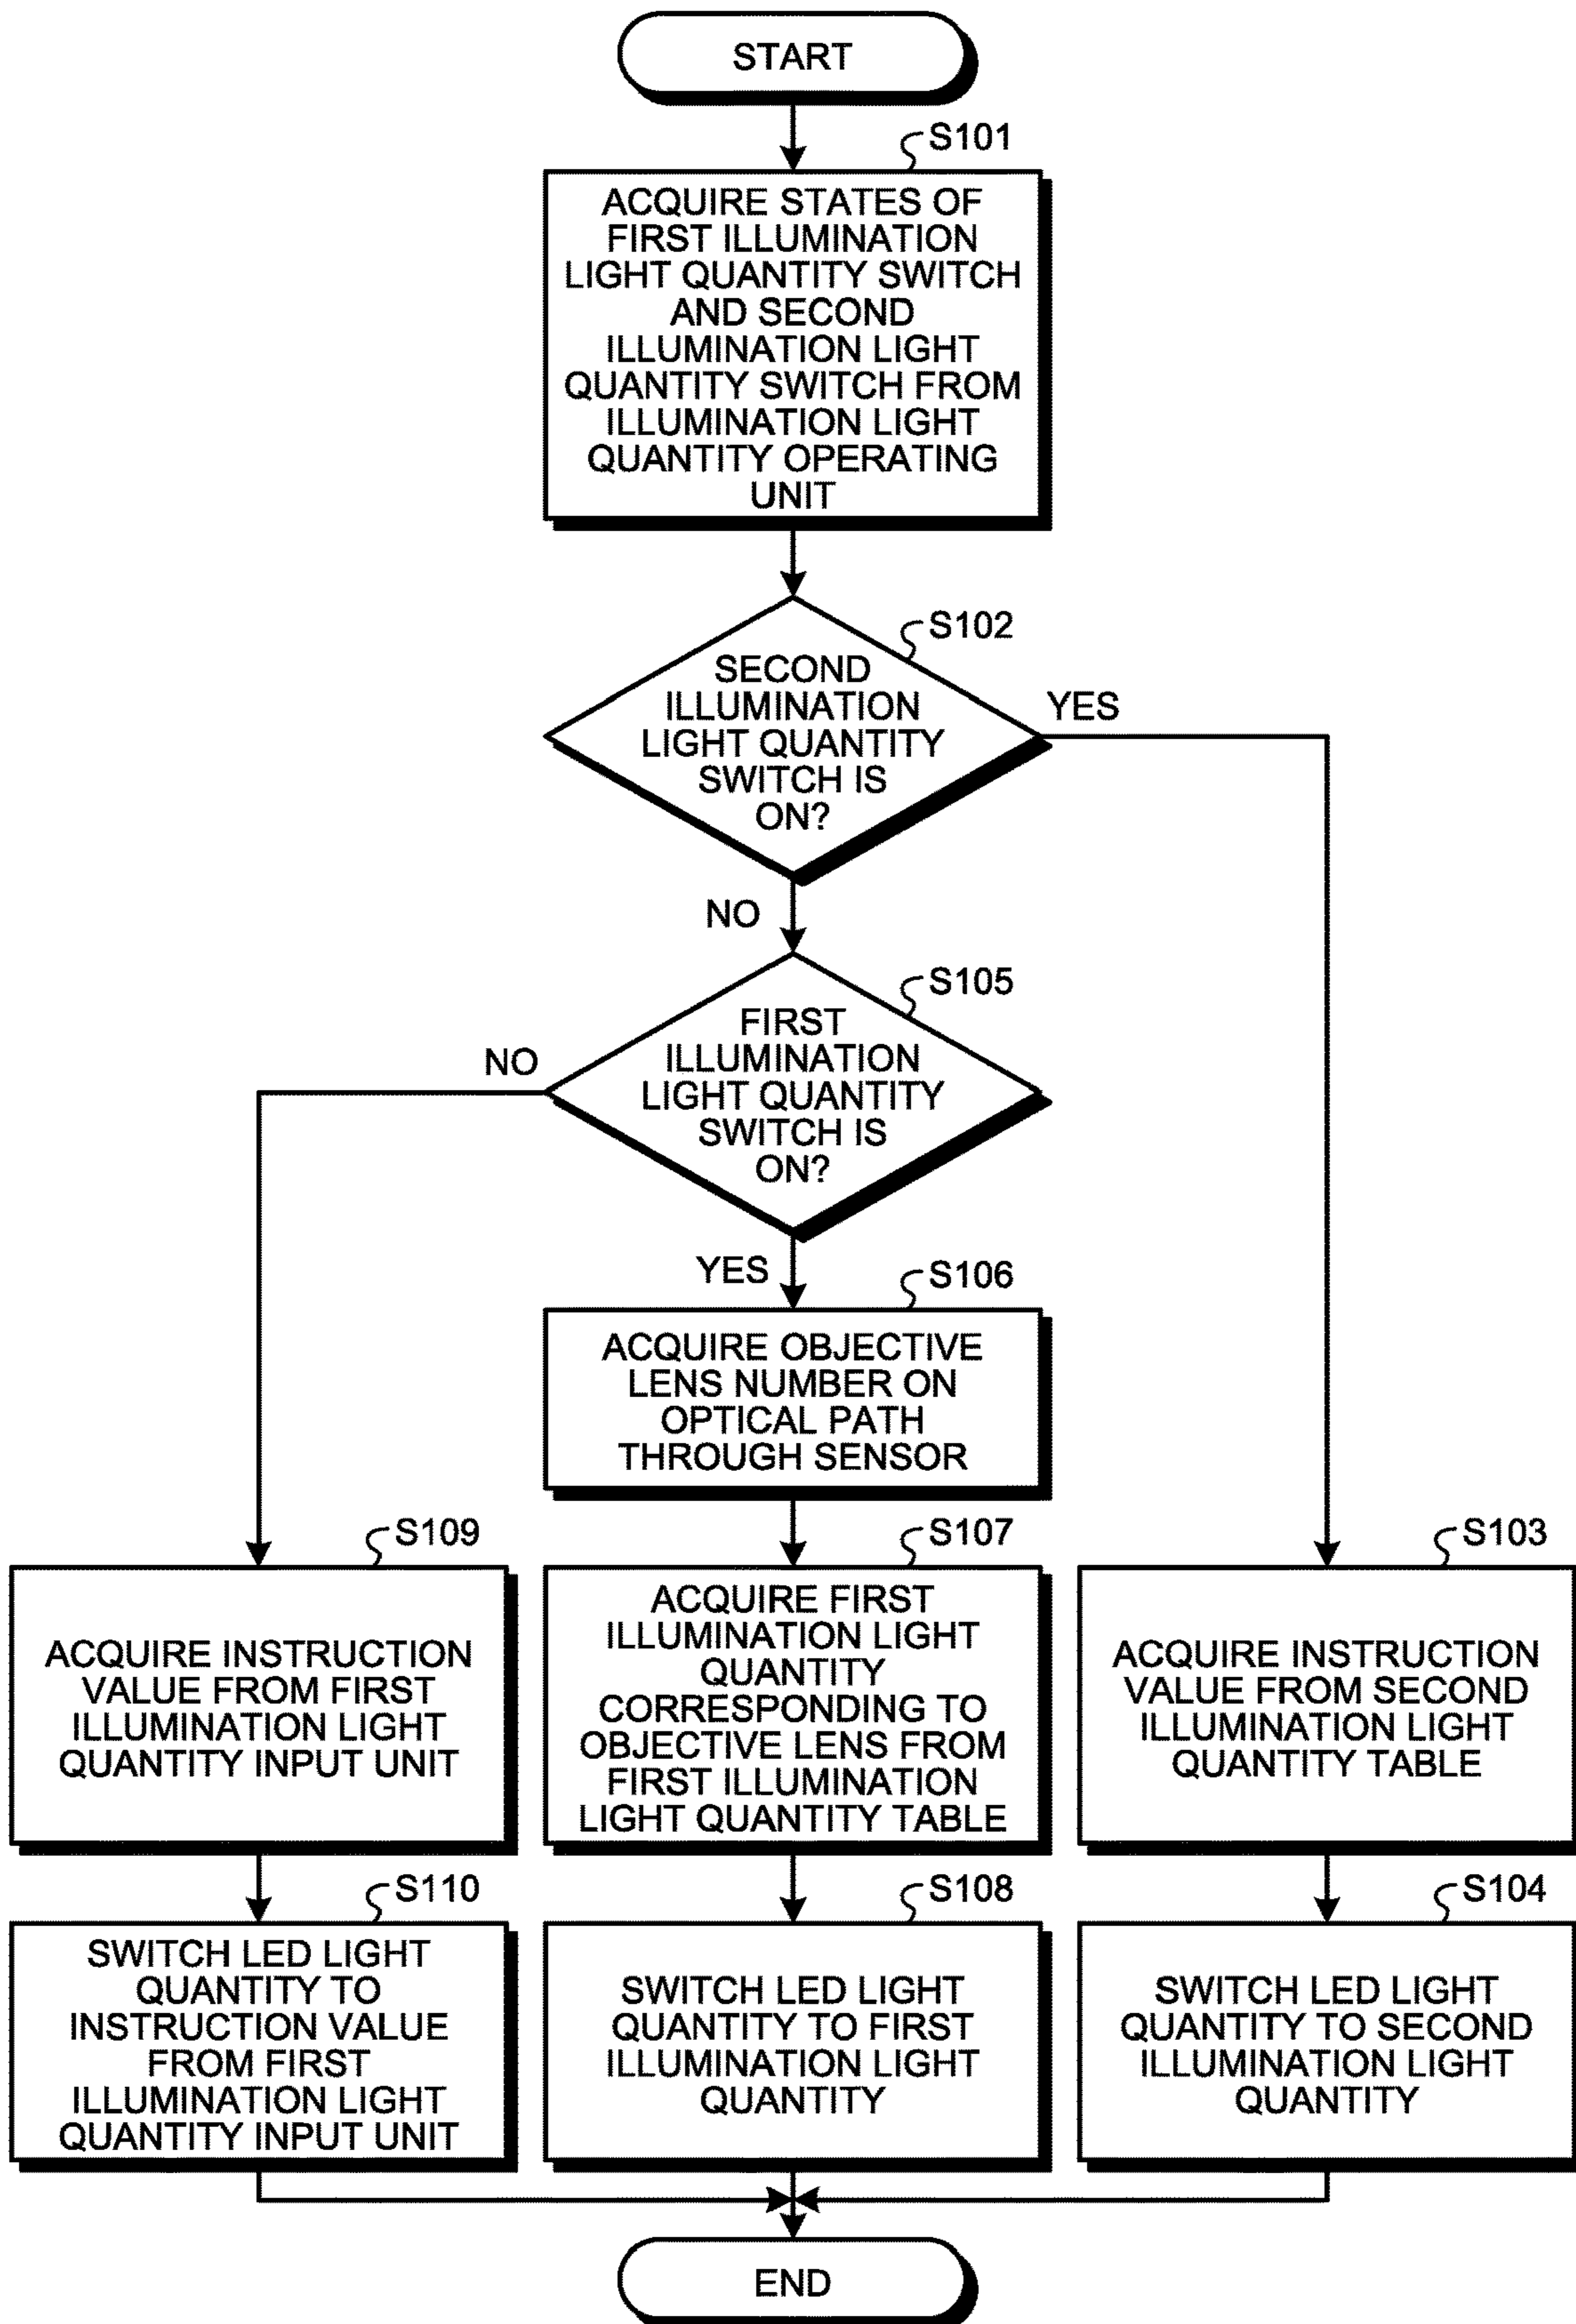 START
S101
ACQUIRE STATES OF
FIRST ILLUMINATION
LIGHT QUANTITY SWITCH
AND SECOND
ILLUMINATION LIGHT
QUANTITY SWITCH FROM
ILLUMINATION LIGHT
QUANTITY OPERATING
UNIT
S102
SECOND
ILLUMINATION
LIGHT QUANTITY
SWITCH IS
ON?
YES
NO
S105
FIRST
ILLUMINATION
LIGHT QUANTITY
SWITCH IS
ON?
NO
YES
S106
ACQUIRE OBJECTIVE
LENS NUMBER ON
OPTICAL PATH
THROUGH SENSOR
S109
ACQUIRE INSTRUCTION
VALUE FROM FIRST
ILLUMINATION LIGHT
QUANTITY INPUT UNIT
S107
ACQUIRE FIRST
ILLUMINATION LIGHT
QUANTITY
CORRESPONDING TO
OBJECTIVE LENS FROM
FIRST ILLUMINATION
LIGHT QUANTITY TABLE
S103
ACQUIRE INSTRUCTION
VALUE FROM SECOND
ILLUMINATION LIGHT
QUANTITY TABLE
S110
SWITCH LED LIGHT
QUANTITY TO
INSTRUCTION VALUE
FROM FIRST
ILLUMINATION LIGHT
QUANTITY INPUT UNIT
S108
SWITCH LED LIGHT
QUANTITY TO FIRST
ILLUMINATION LIGHT
QUANTITY
S104
SWITCH LED LIGHT
QUANTITY TO SECOND
ILLUMINATION LIGHT
QUANTITY
END